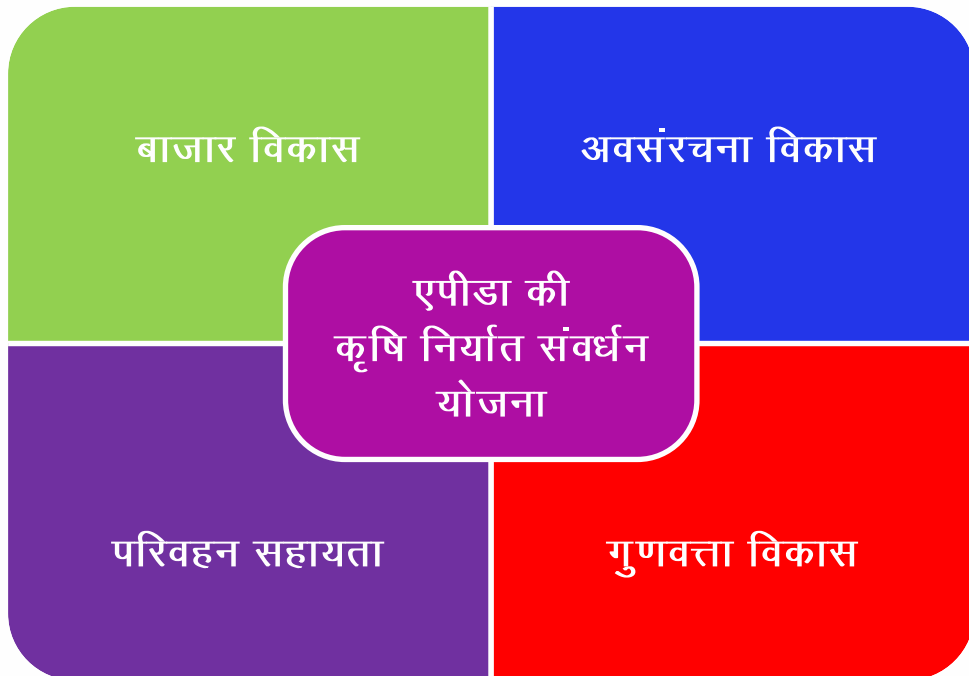 बाजार विकास
अवसंरचना विकास
एपीडा की
कृषि निर्यात संवर्धन
योजना
परिवहन सहायता
गुणवत्ता विकास